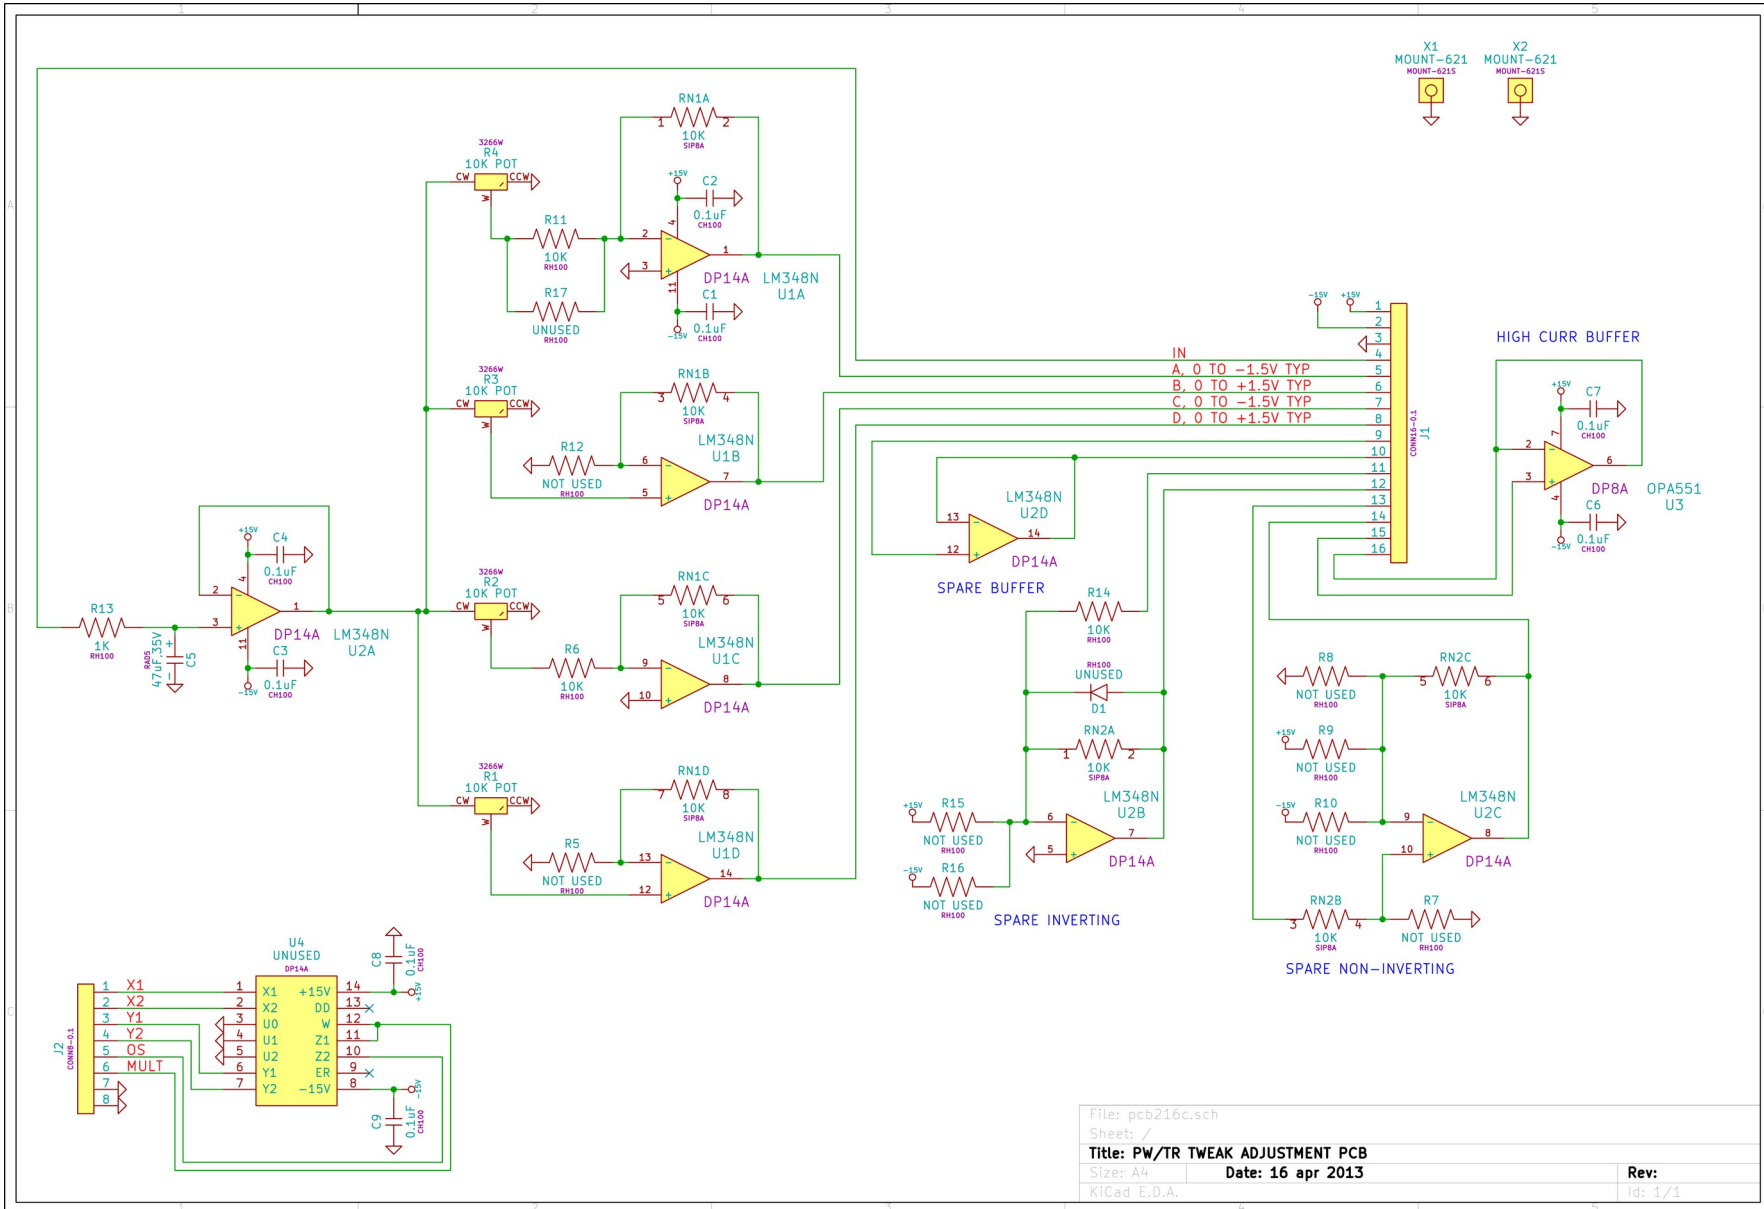 1 2 3 4 5
X1 X2
MOUNT-621 MOUNT-621
MOUNT-621S MOUNT-621S
RN1A
1 2
10K
SIP8A
3266W
R4
10K POT
CW CCW
W
+15V
C2
0.1uF
CH100
4
A
R11
10K
RH100
2 −
3 +
1
11
DP14A
LM348N
U1A
R17
UNUSED
RH100
C1
0.1uF
CH100
-15V
-15V +15V
1
2
3
4
5
6
7
8
9
10
11
12
13
14
15
16
CONN16-0.1
J1
IN
A, 0 TO −1.5V TYP
B, 0 TO +1.5V TYP
C, 0 TO −1.5V TYP
D, 0 TO +1.5V TYP
HIGH CURR BUFFER
+15V
C7
0.1uF
CH100
7
2 −
3 +
6
4
DP8A
OPA551
U3
C6
0.1uF
CH100
-15V
3266W
R3
10K POT
CW CCW
W
RN1B
3 4
10K
SIP8A
R12
NOT USED
RH100
LM348N
U1B
6 −
5 +
7
DP14A
LM348N
U2D
13 −
12 +
14
DP14A
SPARE BUFFER
+15V
C4
0.1uF
CH100
4
2 −
3 +
1
11
DP14A
LM348N
U2A
C3
0.1uF
CH100
-15V
B
R13
1K
RH100
RAD5
47uF,35V
+
−
C5
3266W
R2
10K POT
CW CCW
W
RN1C
5 6
10K
SIP8A
R6
10K
RH100
LM348N
U1C
9 −
10 +
8
DP14A
R14
10K
RH100
RH100
UNUSED
D1
RN2A
1 2
10K
SIP8A
LM348N
U2B
+15V
R15
NOT USED
RH100
6 −
5 +
7
DP14A
-15V
R16
NOT USED
RH100
SPARE INVERTING
R8
NOT USED
RH100
RN2C
5 6
10K
SIP8A
+15V
R9
NOT USED
RH100
-15V
R10
NOT USED
RH100
LM348N
U2C
9 −
10 +
8
DP14A
RN2B
3 4
10K
SIP8A
R7
NOT USED
RH100
SPARE NON−INVERTING
3266W
R1
10K POT
CW CCW
W
RN1D
7 8
10K
SIP8A
R5
NOT USED
RH100
LM348N
U1D
13 −
12 +
14
DP14A
C
J2
CONN8-0.1
1 X1
2 X2
3 Y1
4 Y2
5 OS
6 MULT
7
8
U4
UNUSED
DP14A
1 X1 +15V 14
2 X2 DD 13
3 U0 W 12
4 U1 Z1 11
5 U2 Z2 10
6 Y1 ER 9
7 Y2 −15V 8
C8
0.1uF
CH100
+15V
-15V
C9
0.1uF
CH100
File: pcb216c.sch
Sheet: /
Title: PW/TR TWEAK ADJUSTMENT PCB
Size: A4 Date: 16 apr 2013 Rev:
KiCad E.D.A. Id: 1/1
1 2 3 4 5